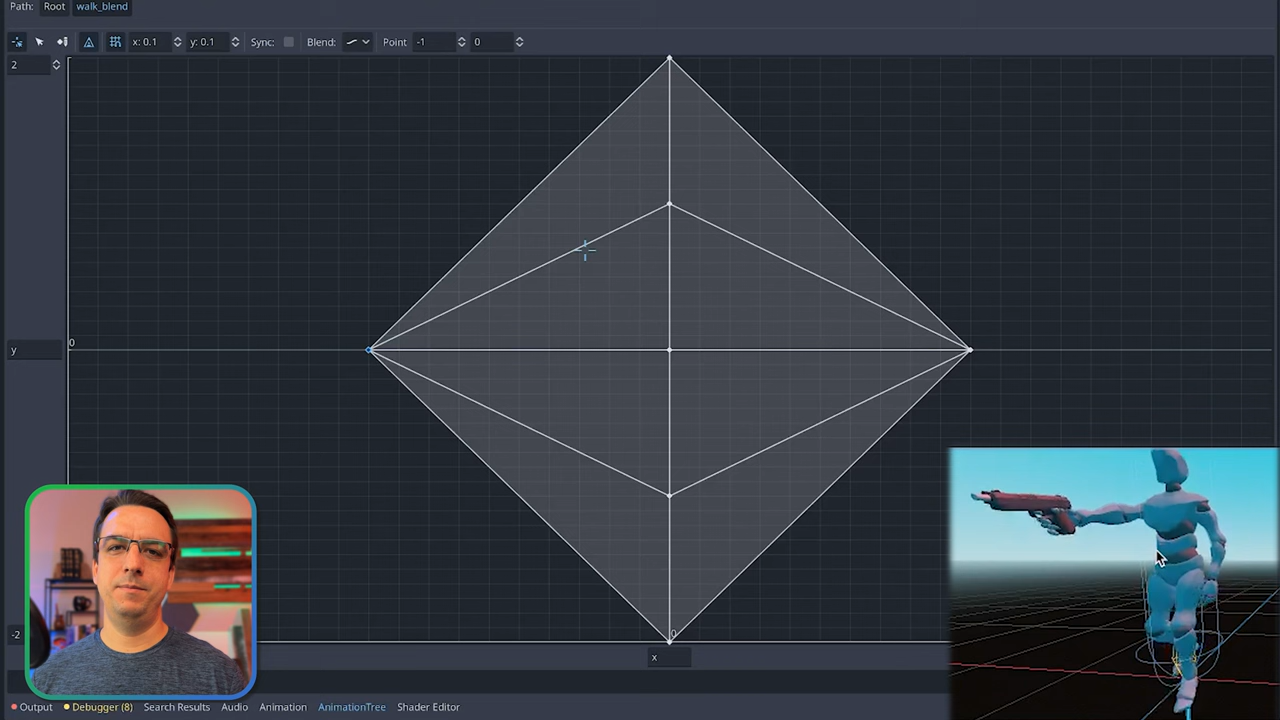 Path: Root walk_blend
x: 0.1 y: 0.1 Sync: Blend: Point -1 0
2
0
y
-2
0
x
Output Debugger (8) Search Results Audio Animation AnimationTree Shader Editor